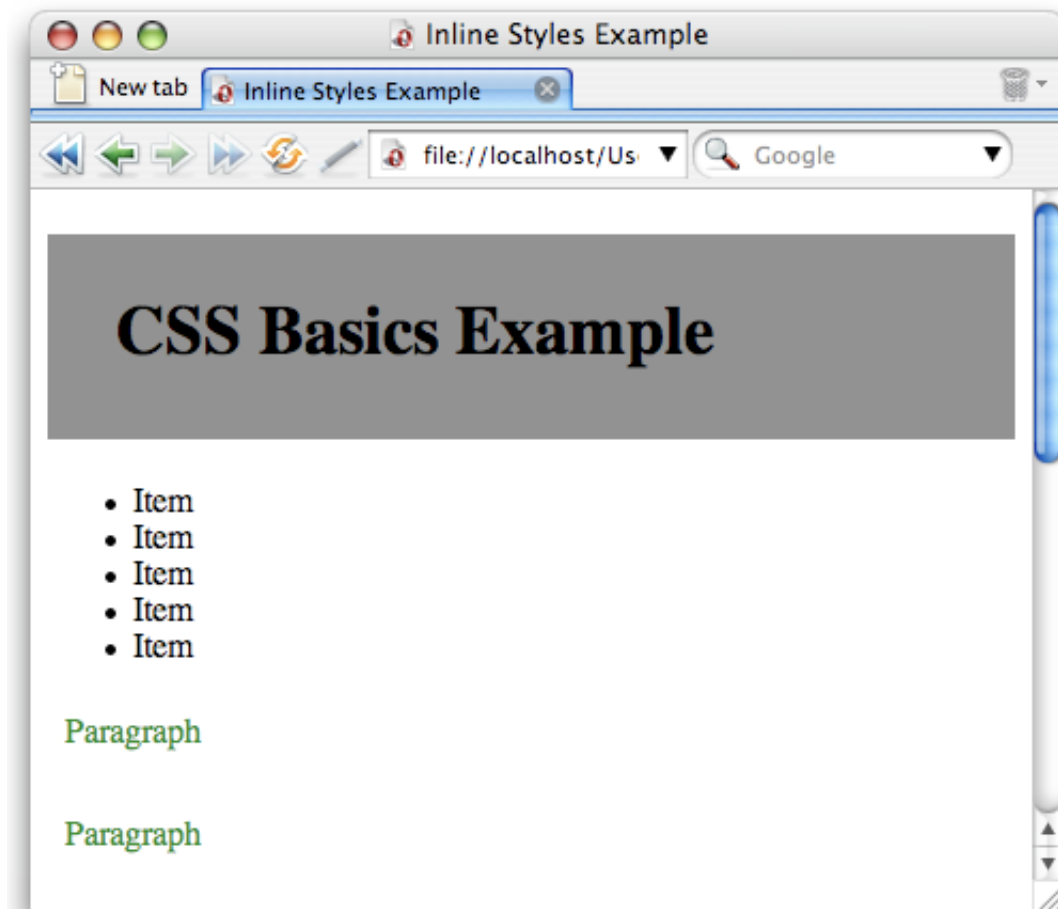 Inline Styles Example
New tab
Inline Styles Example
file://localhost/Us
Google
CSS Basics Example
Item
Item
Item
Item
Item
Paragraph
Paragraph